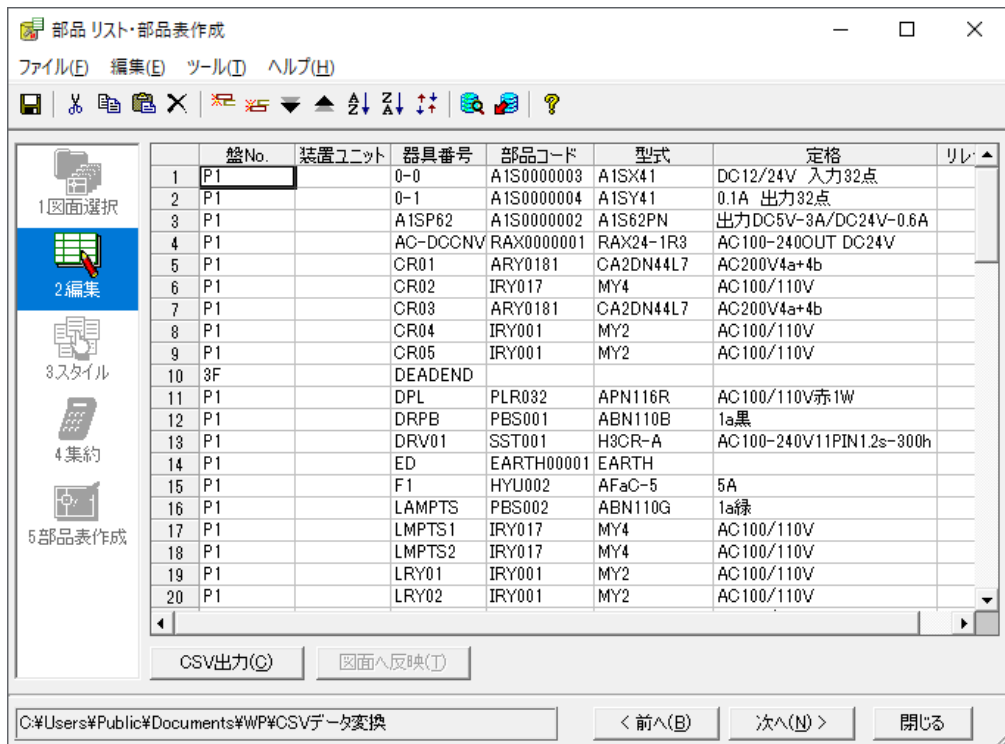 部品 リスト・部品表作成
ファイル(F) 編集(E) ツール(T) ヘルプ(H)
盤No. 装置ユニット 器具番号 部品コード 型式 定格 リレ
1 P1 0-0 A1S0000003 A1SX41 DC12/24V 入力32点
2 P1 0-1 A1S0000004 A1SY41 0.1A 出力32点
3 P1 A1SP62 A1S0000002 A1S62PN 出力DC5V-3A/DC24V-0.6A
4 P1 AC-DCCNV RAX0000001 RAX24-1R3 AC100-240OUT DC24V
5 P1 CR01 ARY0181 CA2DN44L7 AC200V4a+4b
6 P1 CR02 IRY017 MY4 AC100/110V
7 P1 CR03 ARY0181 CA2DN44L7 AC200V4a+4b
8 P1 CR04 IRY001 MY2 AC100/110V
9 P1 CR05 IRY001 MY2 AC100/110V
10 3F DEADEND
11 P1 DPL PLR032 APN116R AC100/110V赤1W
12 P1 DRPB PBS001 ABN110B 1a黒
13 P1 DRV01 SST001 H3CR-A AC100-240V11PIN1.2s-300h
14 P1 ED EARTH00001 EARTH
15 P1 F1 HYU002 AFaC-5 5A
16 P1 LAMPTS PBS002 ABN110G 1a緑
17 P1 LMPTS1 IRY017 MY4 AC100/110V
18 P1 LMPTS2 IRY017 MY4 AC100/110V
19 P1 LRY01 IRY001 MY2 AC100/110V
20 P1 LRY02 IRY001 MY2 AC100/110V
1.図面選択
2.編集
3.スタイル
4.集約
5.部品表作成
CSV出力(C) 図面へ反映(T)
C:¥Users¥Public¥Documents¥WP¥CSVデータ変換
< 前へ(B) 次へ(N) > 閉じる